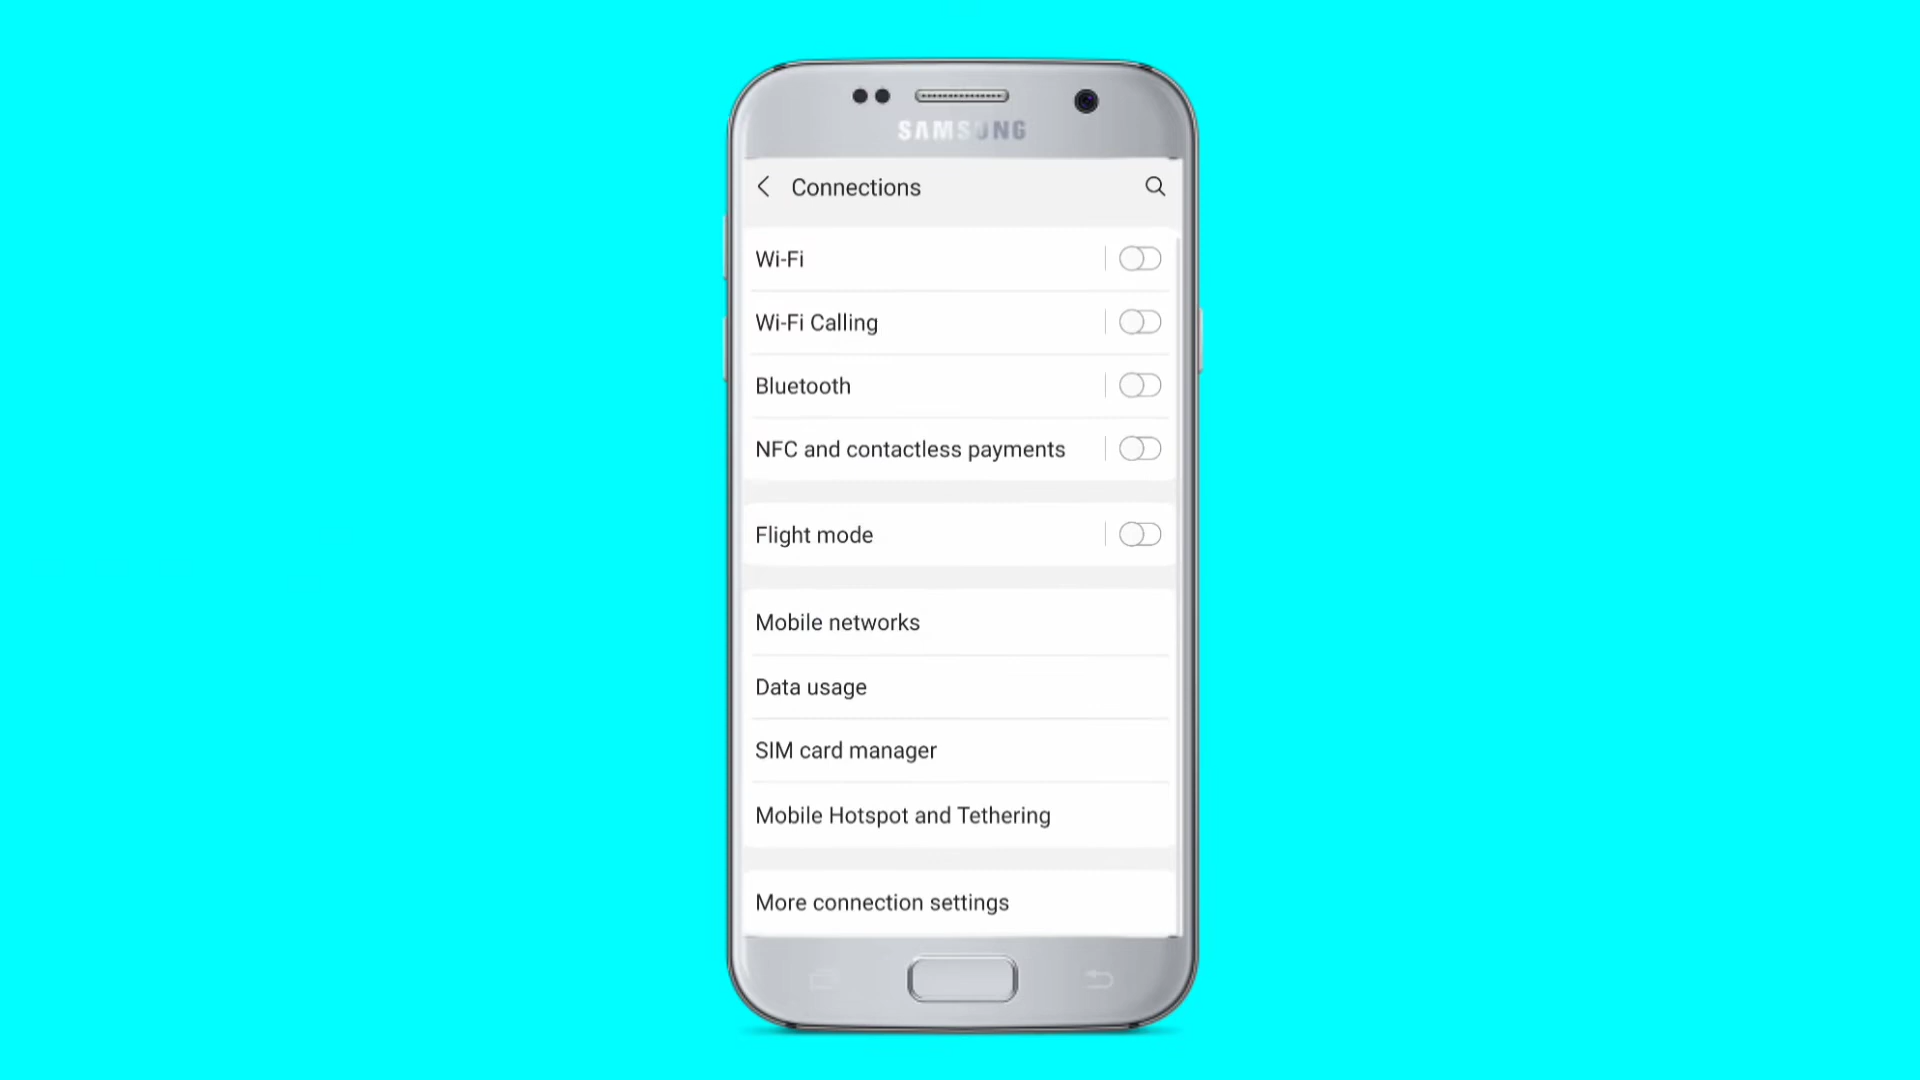 SAMSUNG
Connections
Wi-Fi
Wi-Fi Calling
Bluetooth
NFC and contactless payments
Flight mode
Mobile networks
Data usage
SIM card manager
Mobile Hotspot and Tethering
More connection settings